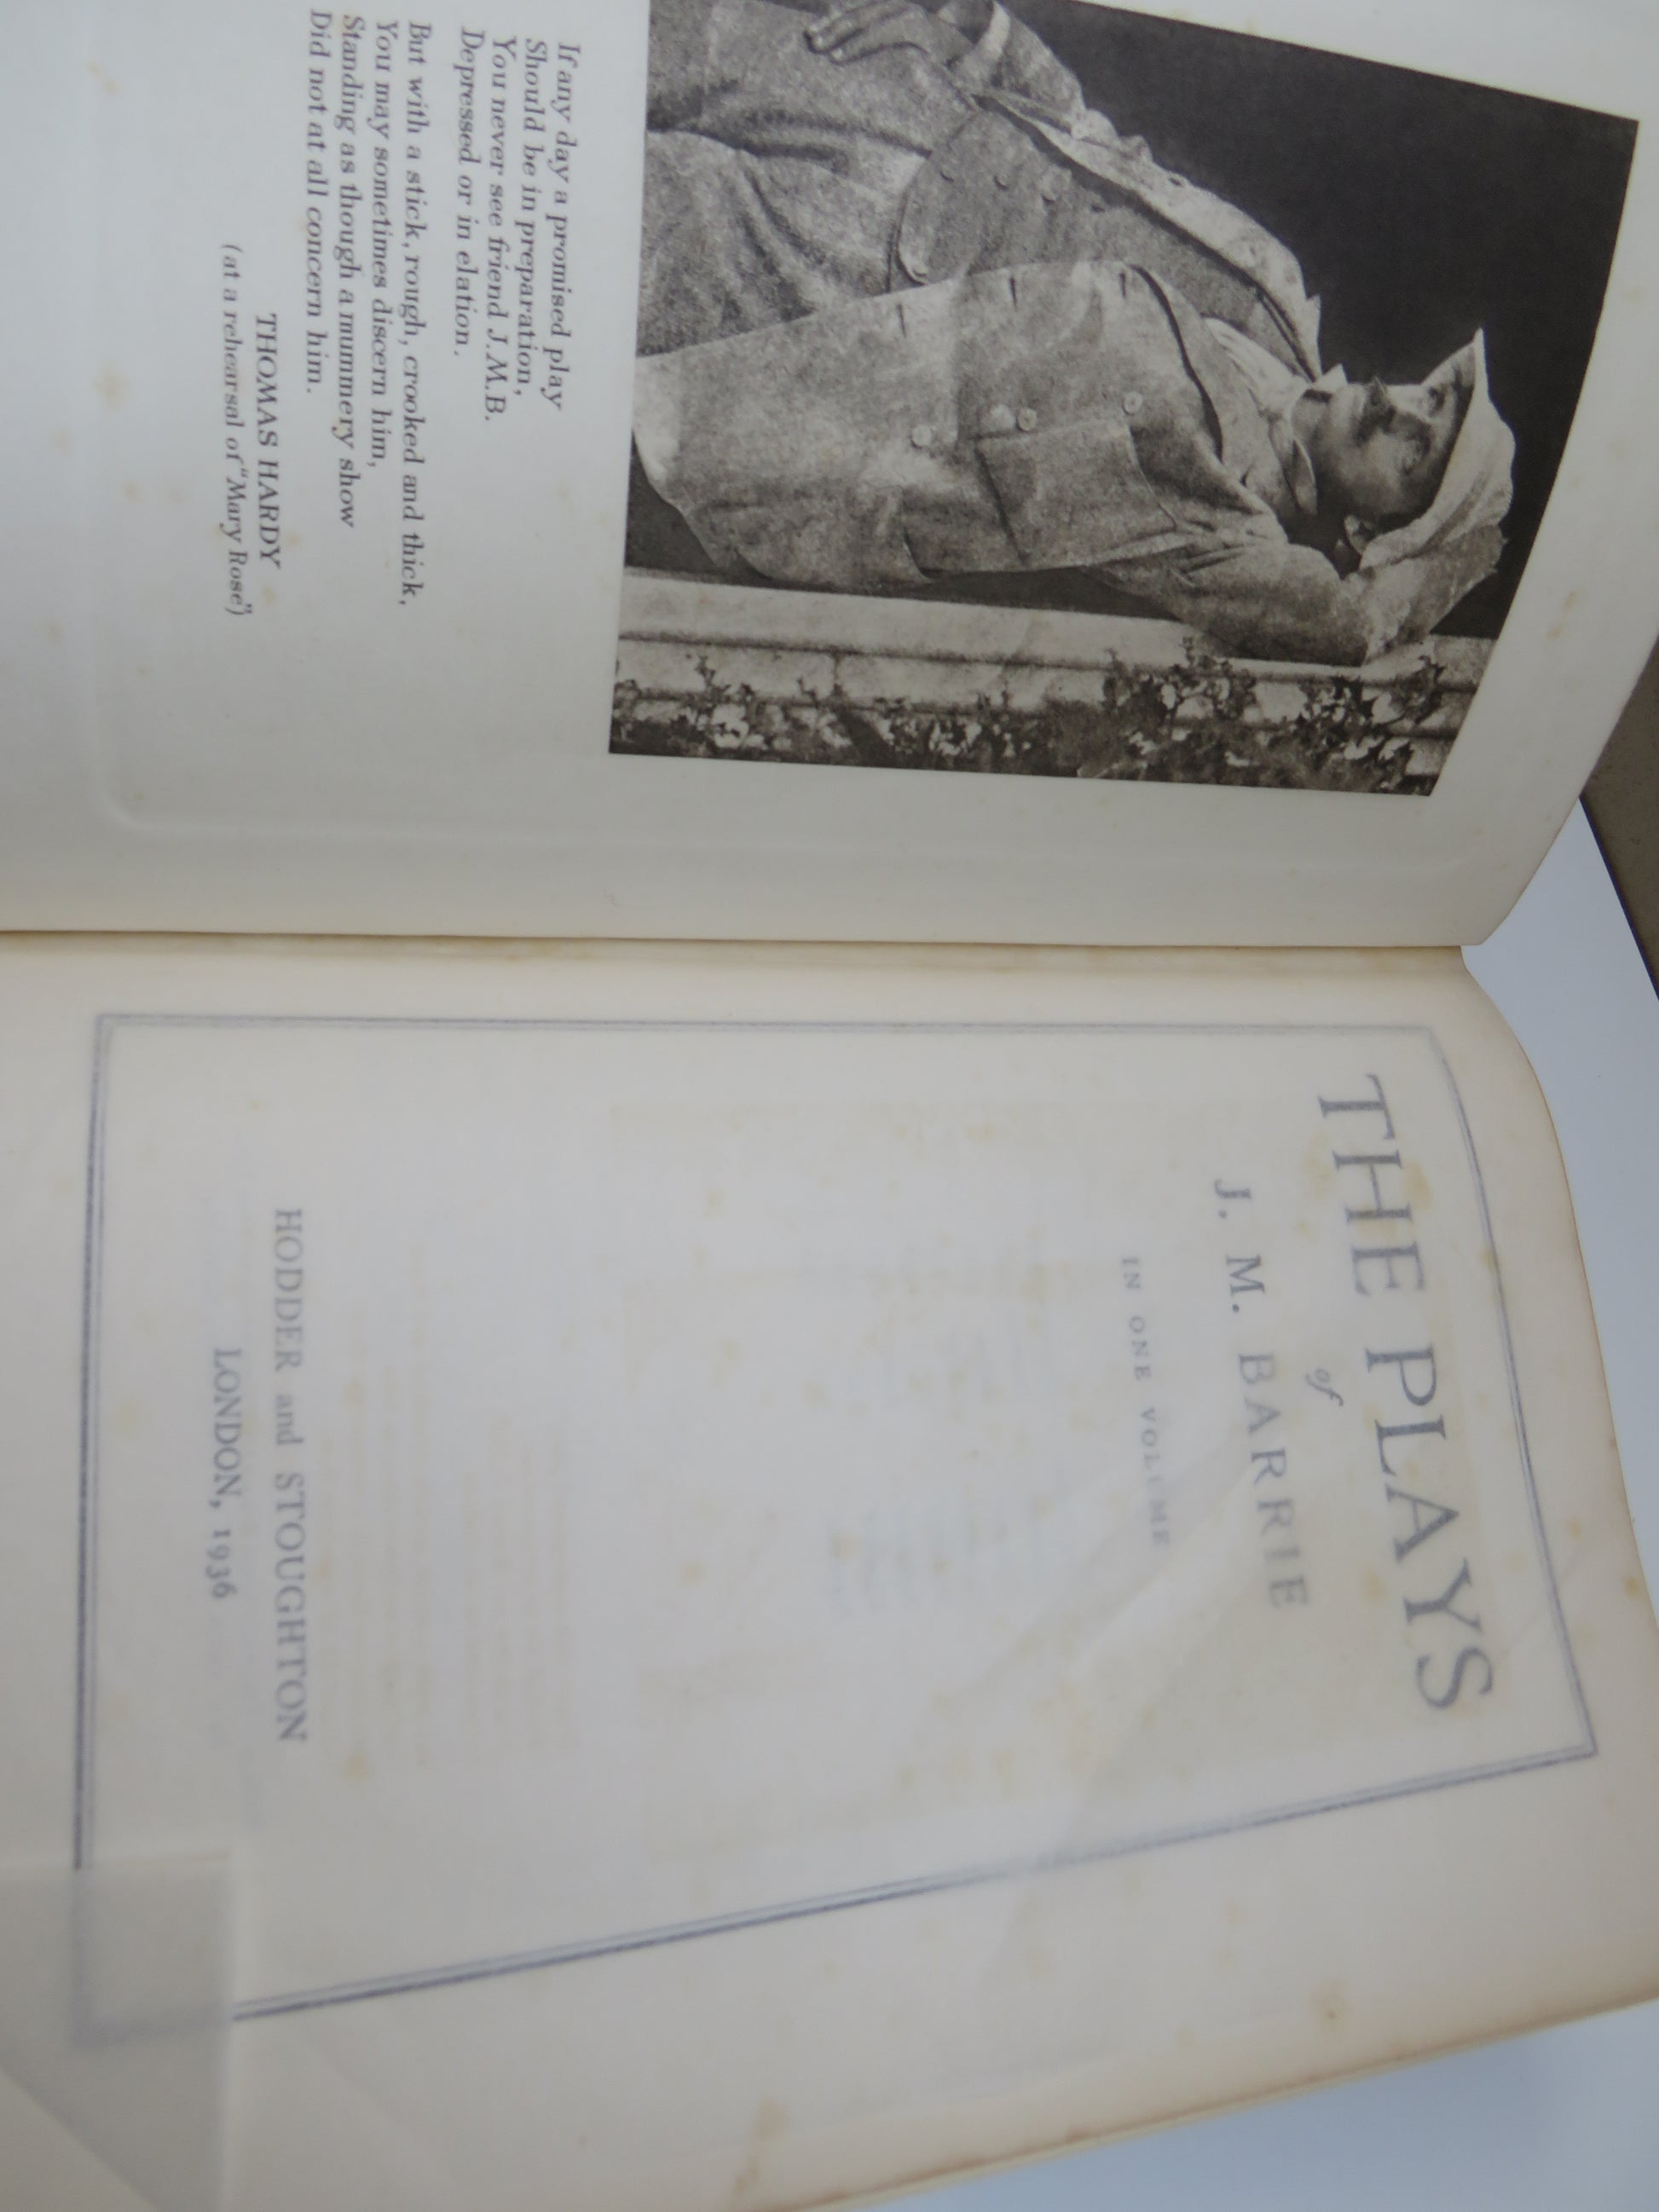 If any day a promised play
Should be in preparation,
You never see friend J.M.B.
Depressed or in elation.
But with a stick, rough, crooked and thick,
You may sometimes discern him,
Standing as though a mummery show
Did not at all concern him.
THOMAS HARDY
(at a rehearsal of "Mary Rose")
THE PLAYS
of
J. M. BARRIE
IN ONE VOLUME
HODDER and STOUGHTON
LONDON, 1936